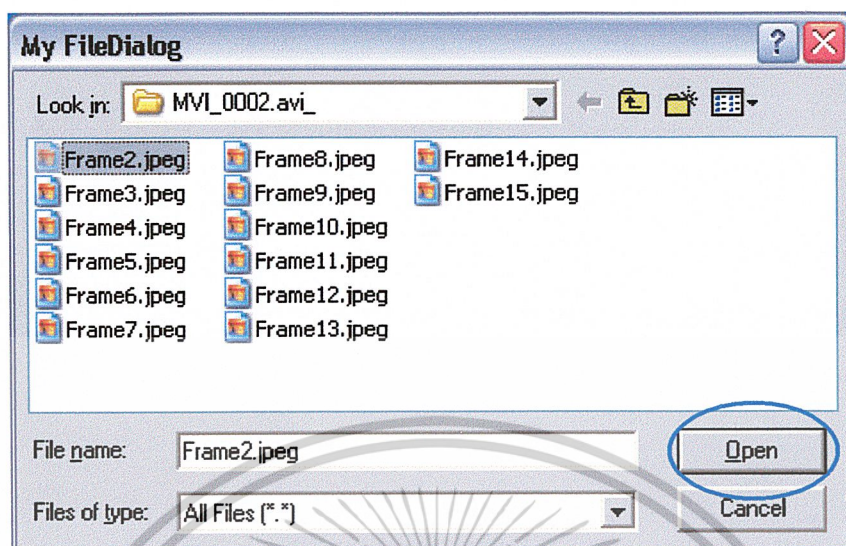 My FileDialog
Look in: MVI_0002.avi_
Frame2.jpeg Frame8.jpeg Frame14.jpeg
Frame3.jpeg Frame9.jpeg Frame15.jpeg
Frame4.jpeg Frame10.jpeg
Frame5.jpeg Frame11.jpeg
Frame6.jpeg Frame12.jpeg
Frame7.jpeg Frame13.jpeg
File name: Frame2.jpeg Open
Files of type: All Files (*.*) Cancel